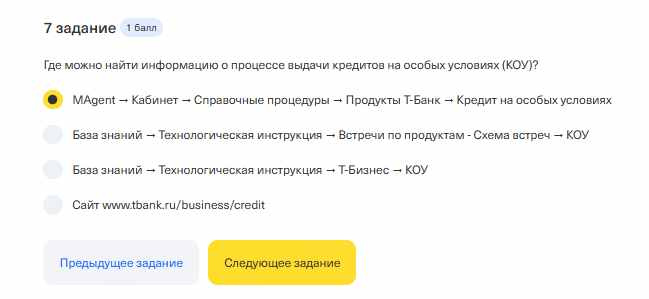 7 задание 1 балл
Где можно найти информацию о процессе выдачи кредитов на особых условиях (КОУ)?
MAgent → Кабинет → Справочные процедуры → Продукты Т-Банк → Кредит на особых условиях
База знаний → Технологическая инструкция → Встречи по продуктам - Схема встреч → КОУ
База знаний → Технологическая инструкция → Т-Бизнес → КОУ
Сайт www.tbank.ru/business/credit
Предыдущее задание Следующее задание